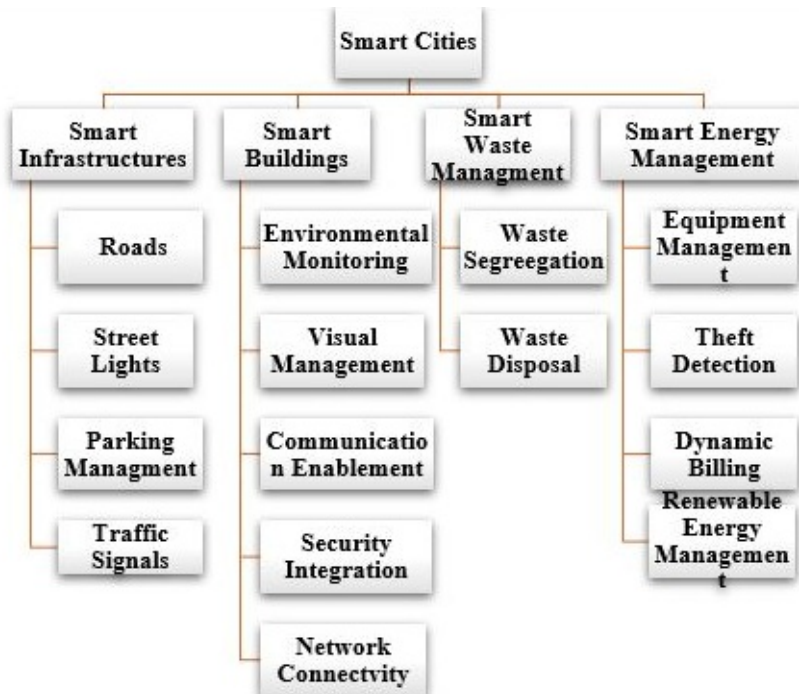 Smart Cities
Smart
Infrastructures
Smart
Buildings
Smart
Waste
Managment
Smart Energy
Management
Roads
Street
Lights
Parking
Managment
Traffic
Signals
Environmental
Monitoring
Visual
Management
Communicatio
n Enablement
Security
Integration
Network
Connectvity
Waste
Segreegation
Waste
Disposal
Equipment
Managemen
t
Theft
Detection
Dynamic
Billing
Renewable
Energy
Managemen
t